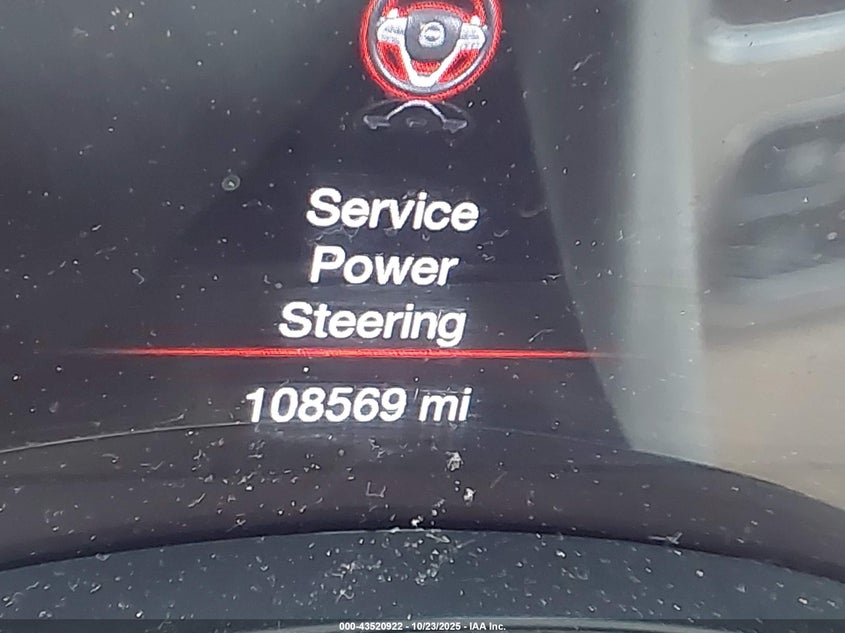 Service
Power
Steering
108569 mi
000-43520922 - 10/23/2025 - IAA Inc.